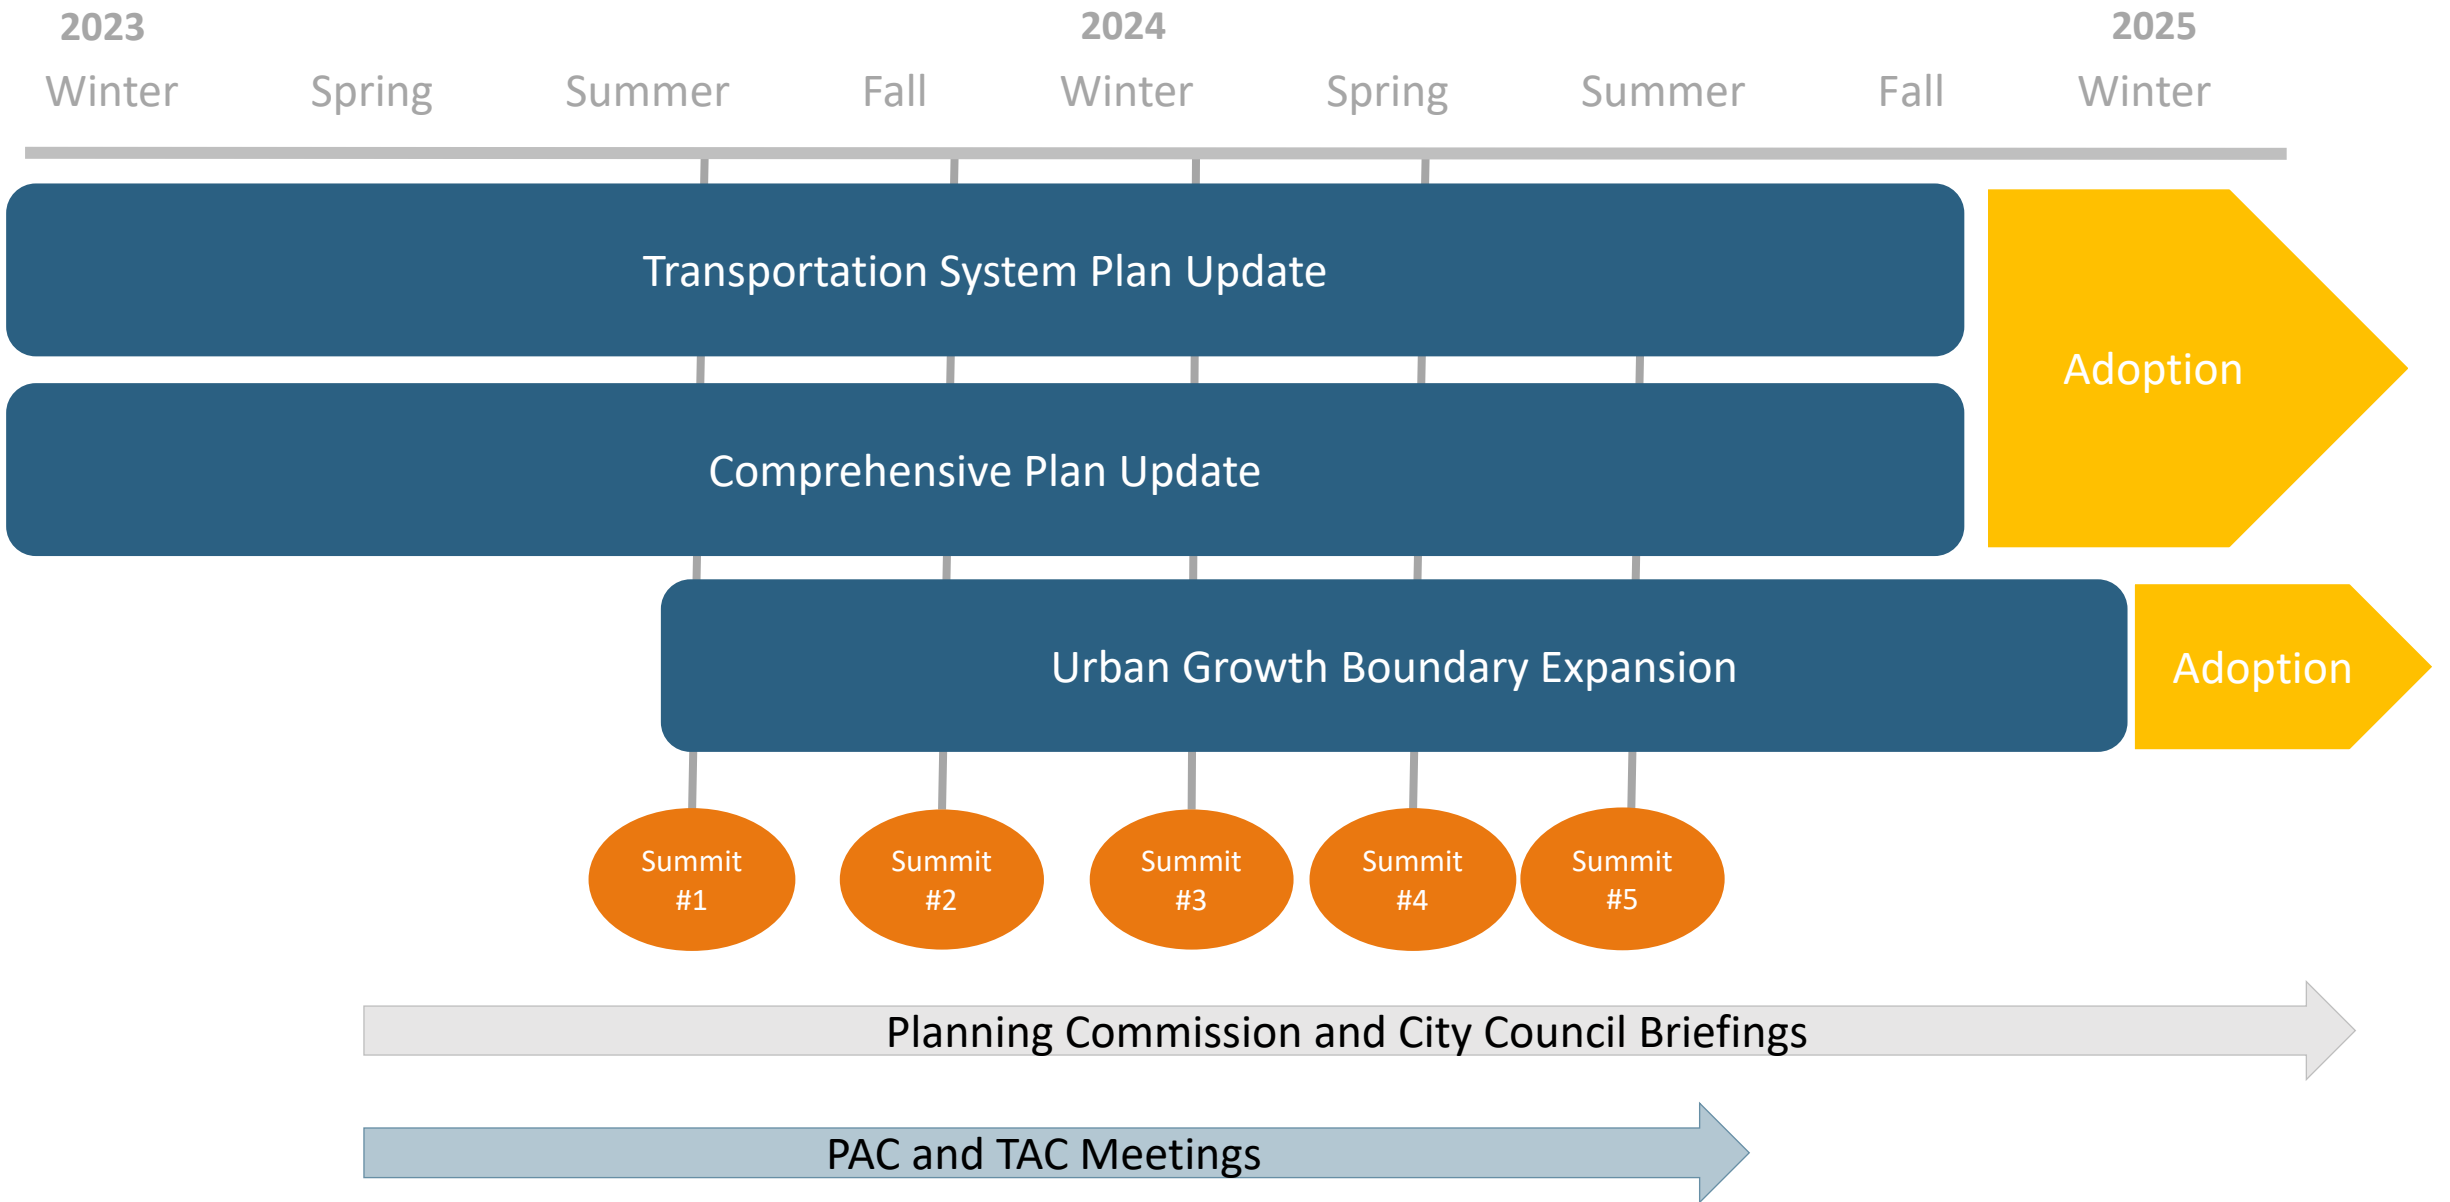 2023 2024 2025
Winter Spring Summer Fall Winter Spring Summer Fall Winter
Transportation System Plan Update
Adoption
Comprehensive Plan Update
Urban Growth Boundary Expansion
Adoption
Summit
#1
Summit
#2
Summit
#3
Summit
#4
Summit
#5
Planning Commission and City Council Briefings
PAC and TAC Meetings